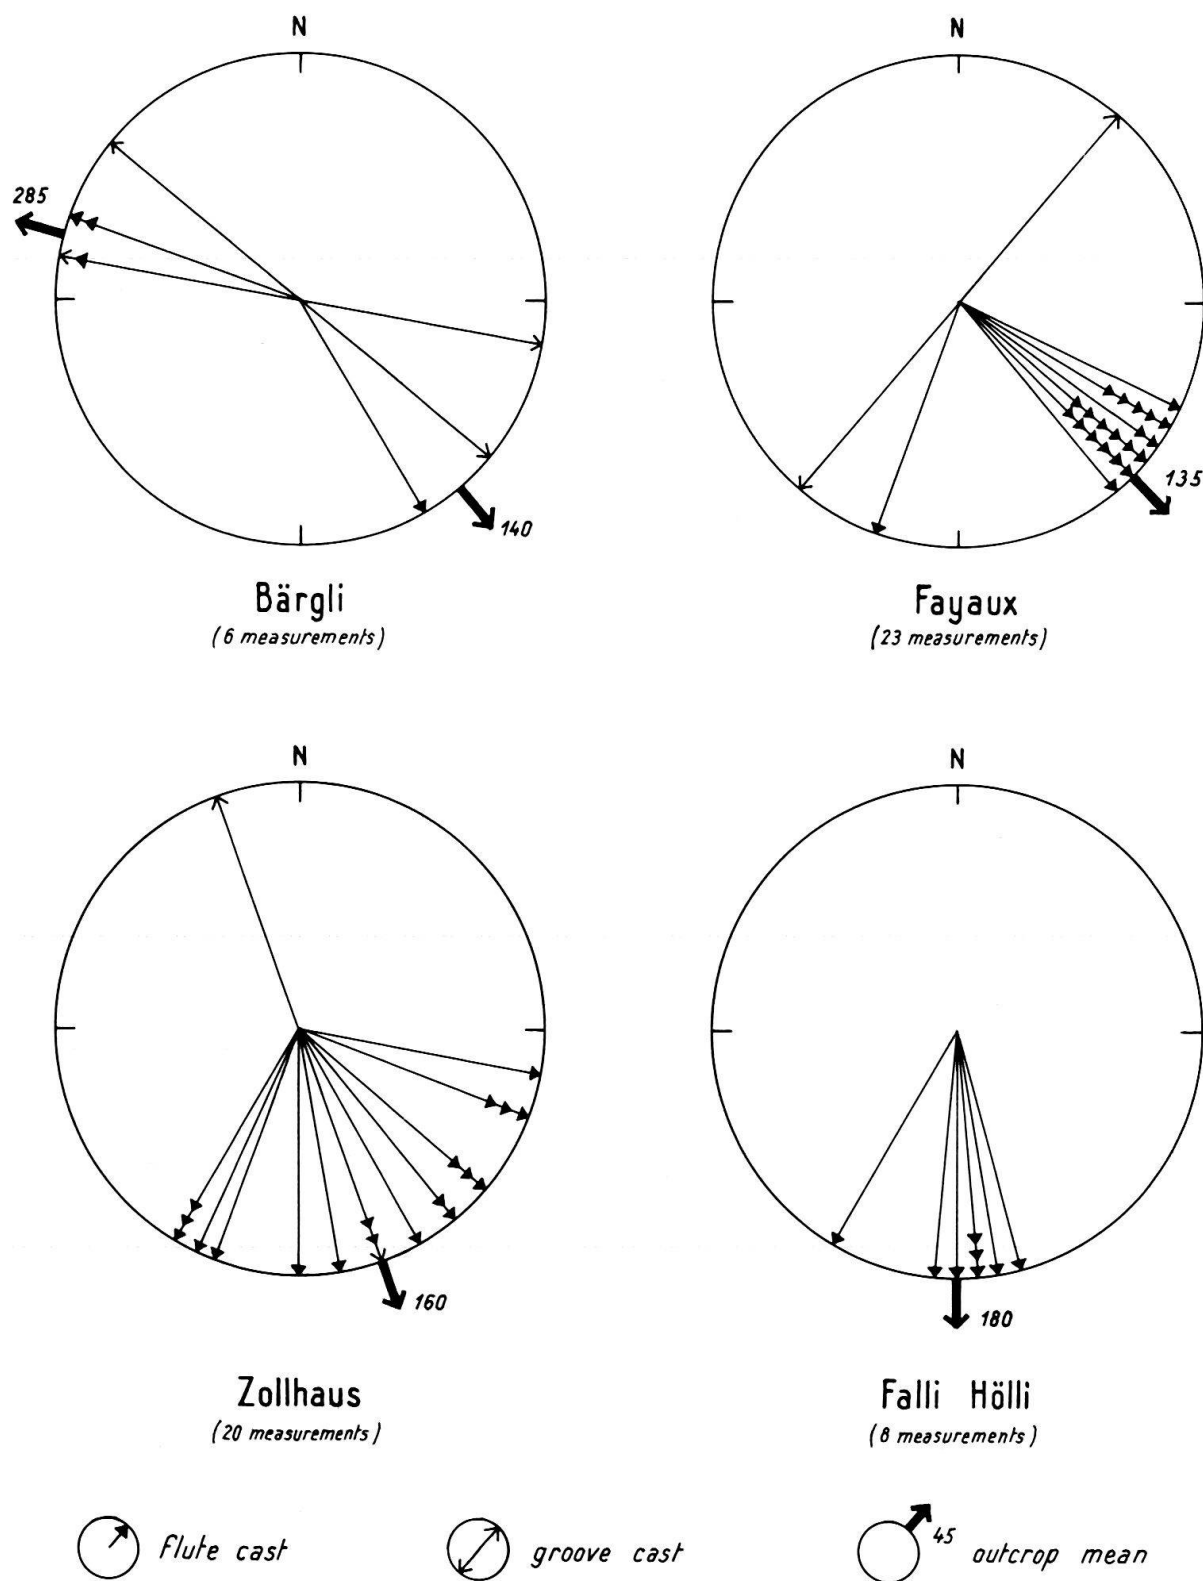 N
285
140
Bärgli
(6 measurements)
N
135
Fayaux
(23 measurements)
N
160
Zollhaus
(20 measurements)
N
180
Falli Hölli
(8 measurements)
flute cast
groove cast
45
outcrop mean